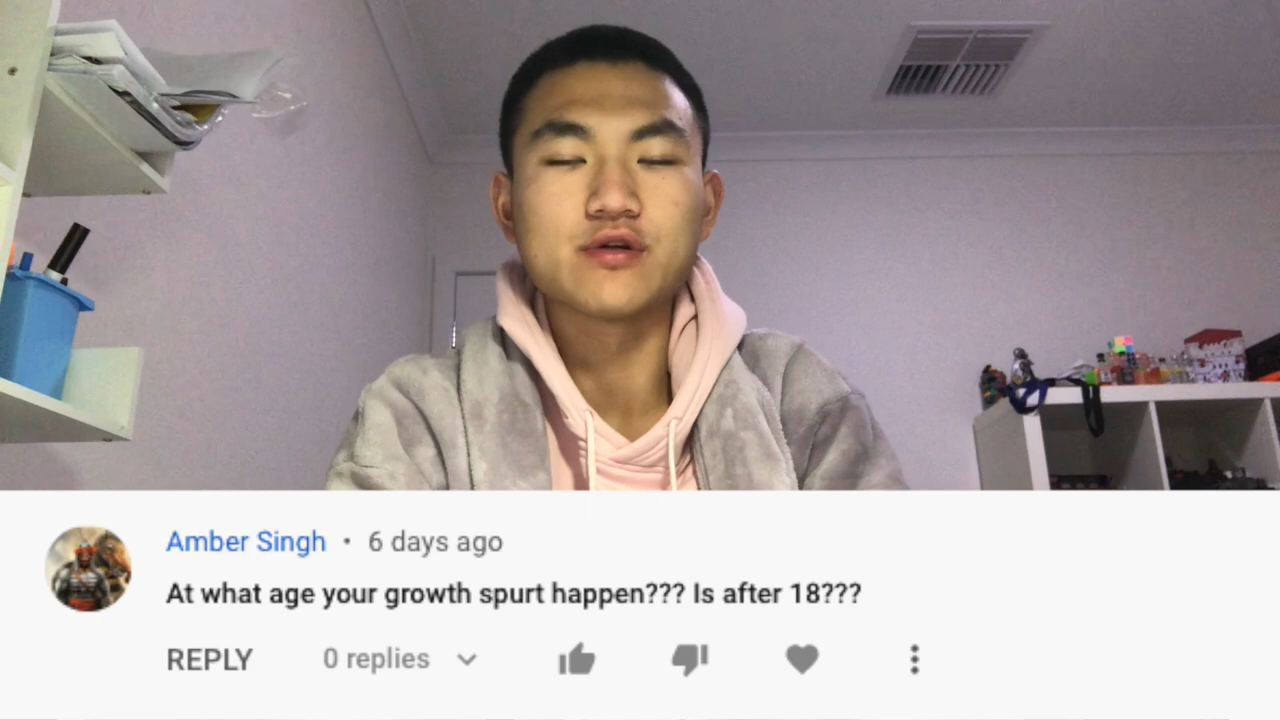 Amber Singh • 6 days ago
At what age your growth spurt happen??? Is after 18???
REPLY 0 replies